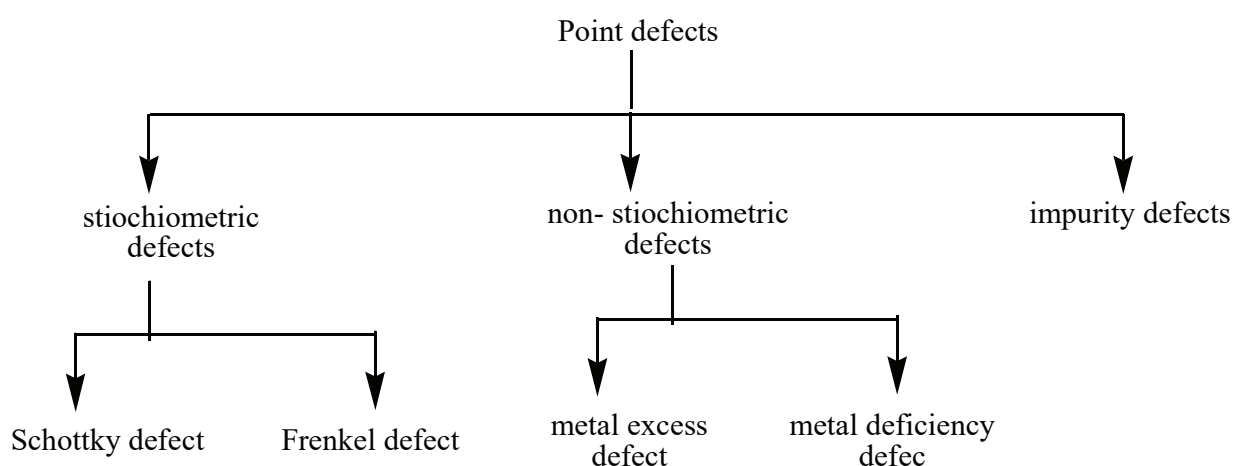 Point defects
stiochiometric
defects
non- stiochiometric
defects
impurity defects
Schottky defect
Frenkel defect
metal excess
defect
metal deficiency
defec